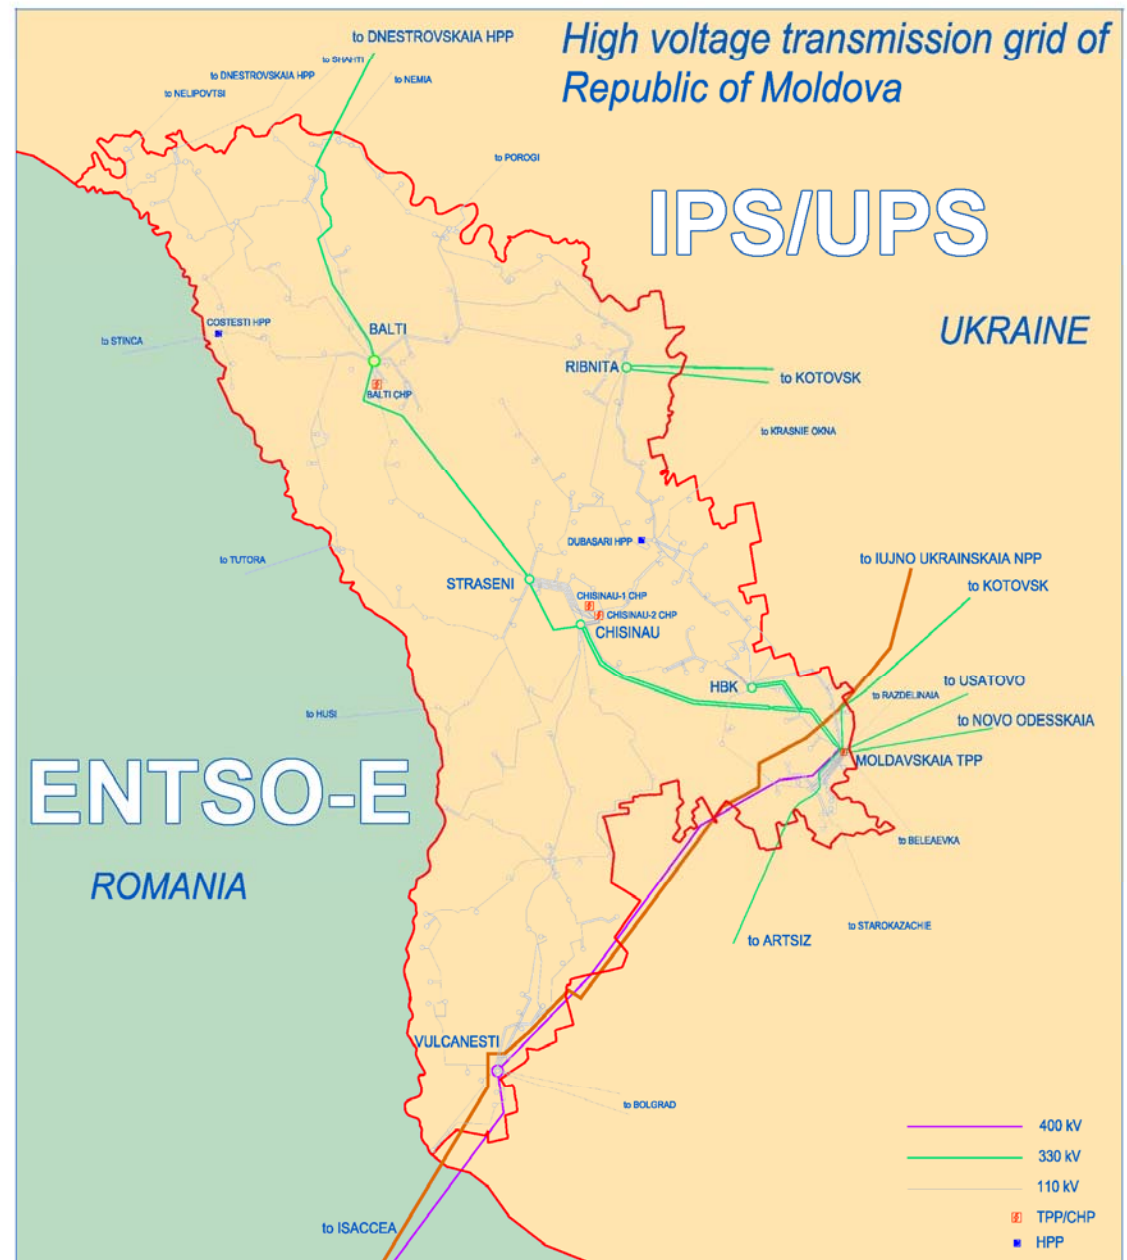 High voltage transmission grid of
Republic of Moldova
to DNESTROVSKAIA HPP
to SHAHTI
to DNESTROVSKAIA HPP
to NEMIA
to NELIPOVTSI
to POROGI
IPS/UPS
UKRAINE
COSTESTI HPP
BALTI
to STINCA
RIBNITA
to KOTOVSK
BALTI CHP
to KRASNIE OKNA
DUBASARI HPP
to TUTORA
to IUJNO UKRAINSKAIA NPP
STRASENI
to KOTOVSK
CHISINAU-1 CHP
CHISINAU-2 CHP
CHISINAU
HBK
to USATOVO
to RAZDELINAIA
to HUSI
to NOVO ODESSKAIA
MOLDAVSKAIA TPP
ENTSO-E
to BELEAEVKA
ROMANIA
to STAROKAZACHIE
to ARTSIZ
VULCANESTI
to BOLGRAD
400 kV
330 kV
110 kV
to ISACCEA
TPP/CHP
HPP